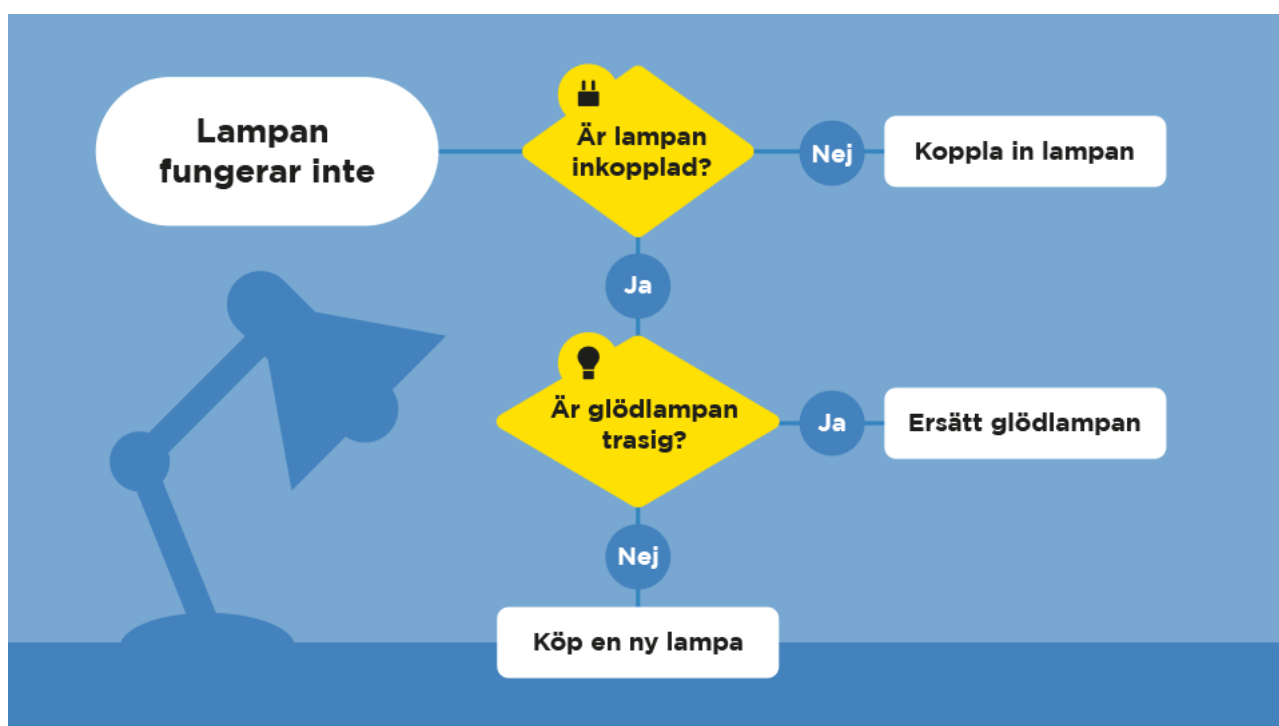 Lampan
fungerar inte
Är lampan
inkopplad?
Nej
Koppla in lampan
Ja
Är glödlampan
trasig?
Ja
Ersätt glödlampan
Nej
Köp en ny lampa